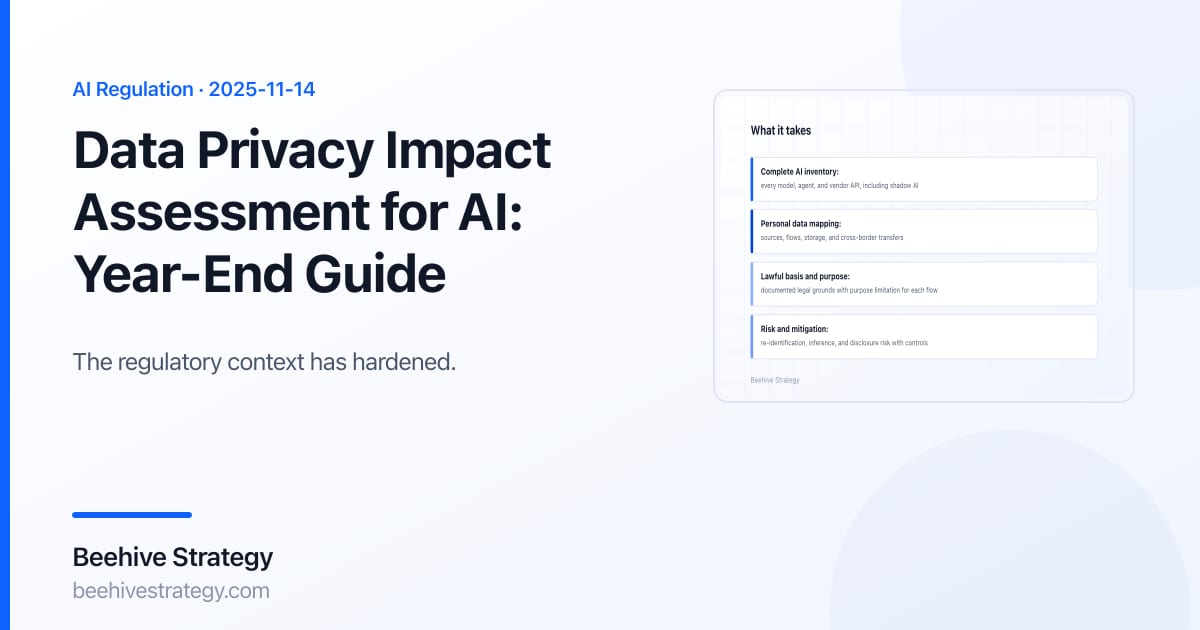 AI Regulation · 2025-11-14
Data Privacy Impact
Assessment for AI:
Year-End Guide
The regulatory context has hardened.
Beehive Strategy
beehivestrategy.com
What it takes
Complete AI inventory:
every model, agent, and vendor API, including shadow AI
Personal data mapping:
sources, flows, storage, and cross-border transfers
Lawful basis and purpose:
documented legal grounds with purpose limitation for each flow
Risk and mitigation:
re-identification, inference, and disclosure risk with controls
Beehive Strategy